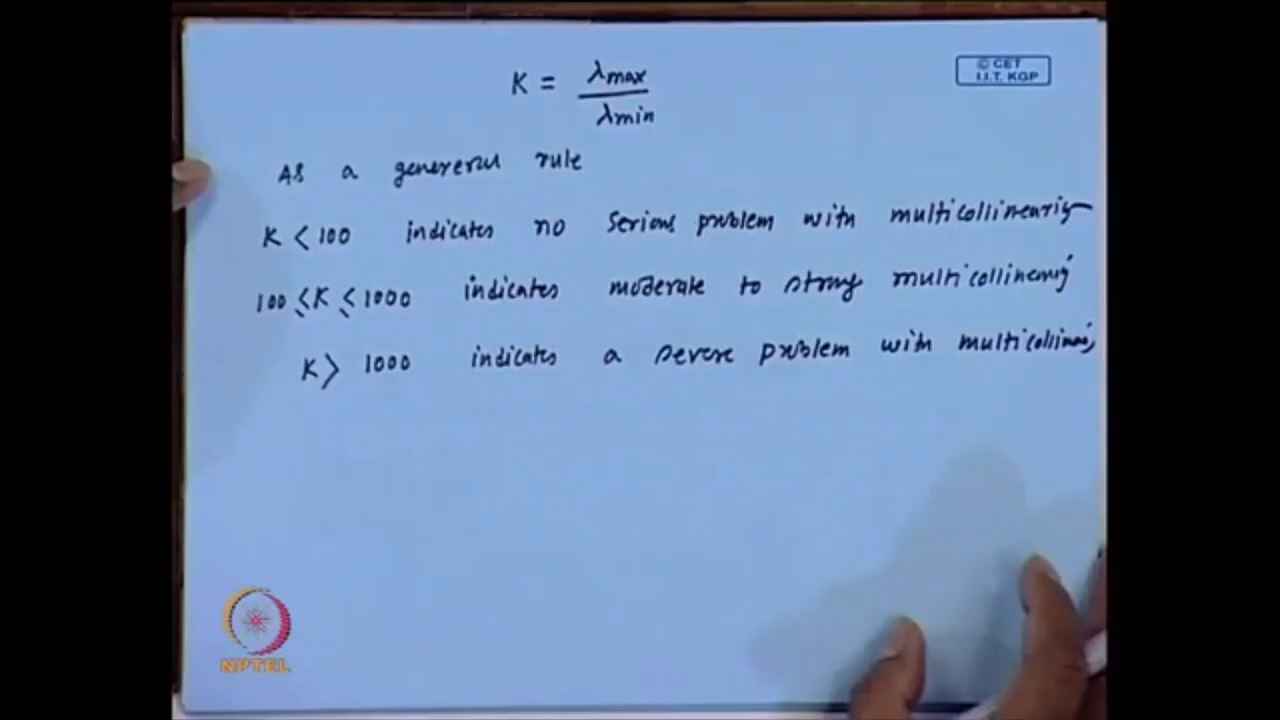 K = λmax / λmin
© CET
I.I.T. KGP
As a genereral rule
K < 100 indicates no serious problem with multicollinearity
100 ≤ K ≤ 1000 indicates moderate to strong multicollinearity
K > 1000 indicates a severe problem with multicollinearity
NPTEL